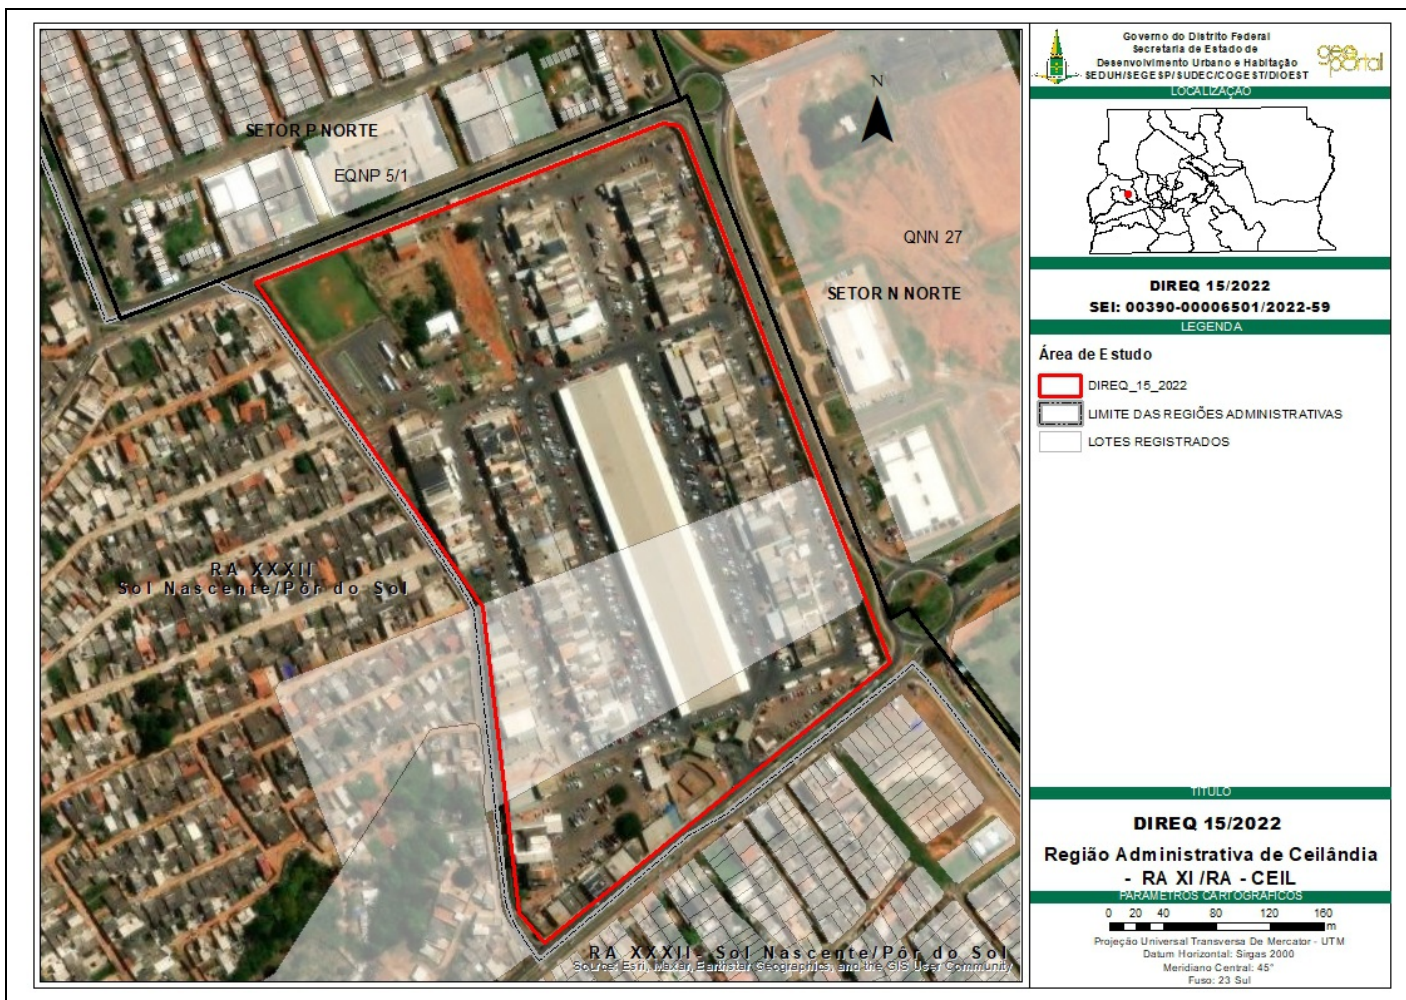 SETOR P NORTE
EQNP 5/1
N
QNN 27
SETOR N NORTE
RA XXXII
Sol Nascente/Pôr do Sol
RA XXXII- Sol Nascente/Pôr do Sol
Source: Esri, Maxar, Earthstar Geographics, and the GIS User Community
Governo do Distrito Federal
Secretaria de Estado de
Desenvolvimento Urbano e Habitação
SEDUH/SEGESP/SUDEC/COGEST/DIOEST
geoportal
LOCALIZAÇÃO
DIREQ 15/2022
SEI: 00390-00006501/2022-59
LEGENDA
Área de Estudo
DIREQ_15_2022
LIMITE DAS REGIÕES ADMINISTRATIVAS
LOTES REGISTRADOS
TÍTULO
DIREQ 15/2022
Região Administrativa de Ceilândia
- RA XI /RA - CEIL
PARÂMETROS CARTOGRÁFICOS
0 20 40 80 120 160
m
Projeção Universal Transversa De Mercator - UTM
Datum Horizontal: Sirgas 2000
Meridiano Central: 45°
Fuso: 23 Sul